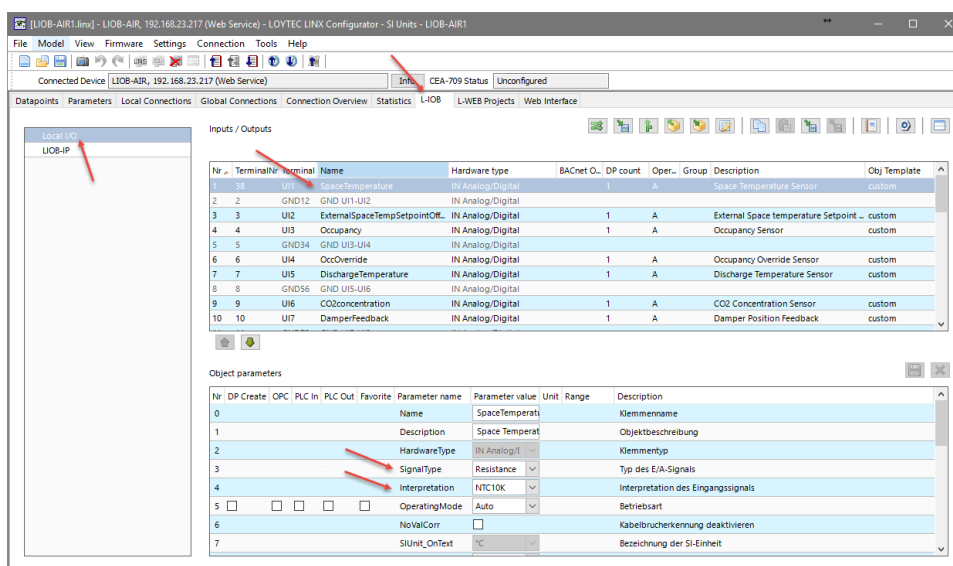 [LIOB-AIR1.linx] - LIOB-AIR, 192.168.23.217 (Web Service) - LOYTEC LINX Configurator - SI Units - LIOB-AIR1
File Model View Firmware Settings Connection Tools Help
Connected Device LIOB-AIR, 192.168.23.217 (Web Service) Info CEA-709 Status Unconfigured
Datapoints Parameters Local Connections Global Connections Connection Overview Statistics L-IOB L-WEB Projects Web Interface
Local I/O
LIOB-IP
Inputs / Outputs
Nr TerminalNr Terminal Name Hardware type BACnet O... DP count Oper... Group Description Obj Template
1 38 UI1 SpaceTemperature IN Analog/Digital 1 A Space Temperature Sensor custom
2 2 GND12 GND UI1-UI2 IN Analog/Digital
3 3 UI2 ExternalSpaceTempSetpointOff... IN Analog/Digital 1 A External Space temperature Setpoint ... custom
4 4 UI3 Occupancy IN Analog/Digital 1 A Occupancy Sensor custom
5 5 GND34 GND UI3-UI4 IN Analog/Digital
6 6 UI4 OccOverride IN Analog/Digital 1 A Occupancy Override Sensor custom
7 7 UI5 DischargeTemperature IN Analog/Digital 1 A Discharge Temperature Sensor custom
8 8 GND56 GND UI5-UI6 IN Analog/Digital
9 9 UI6 CO2concentration IN Analog/Digital 1 A CO2 Concentration Sensor custom
10 10 UI7 DamperFeedback IN Analog/Digital 1 A Damper Position Feedback custom
Object parameters
Nr DP Create OPC PLC In PLC Out Favorite Parameter name Parameter value Unit Range Description
0 Name SpaceTemperatu Klemmenname
1 Description Space Temperat Objektbeschreibung
2 HardwareType IN Analog/D Klemmentyp
3 SignalType Resistance Typ des E/A-Signals
4 Interpretation NTC10K Interpretation des Eingangssignals
5 OperatingMode Auto Betriebsart
6 NoValCorr Kabelbrucherkennung deaktivieren
7 SIUnit_OnText °C Bezeichnung der SI-Einheit